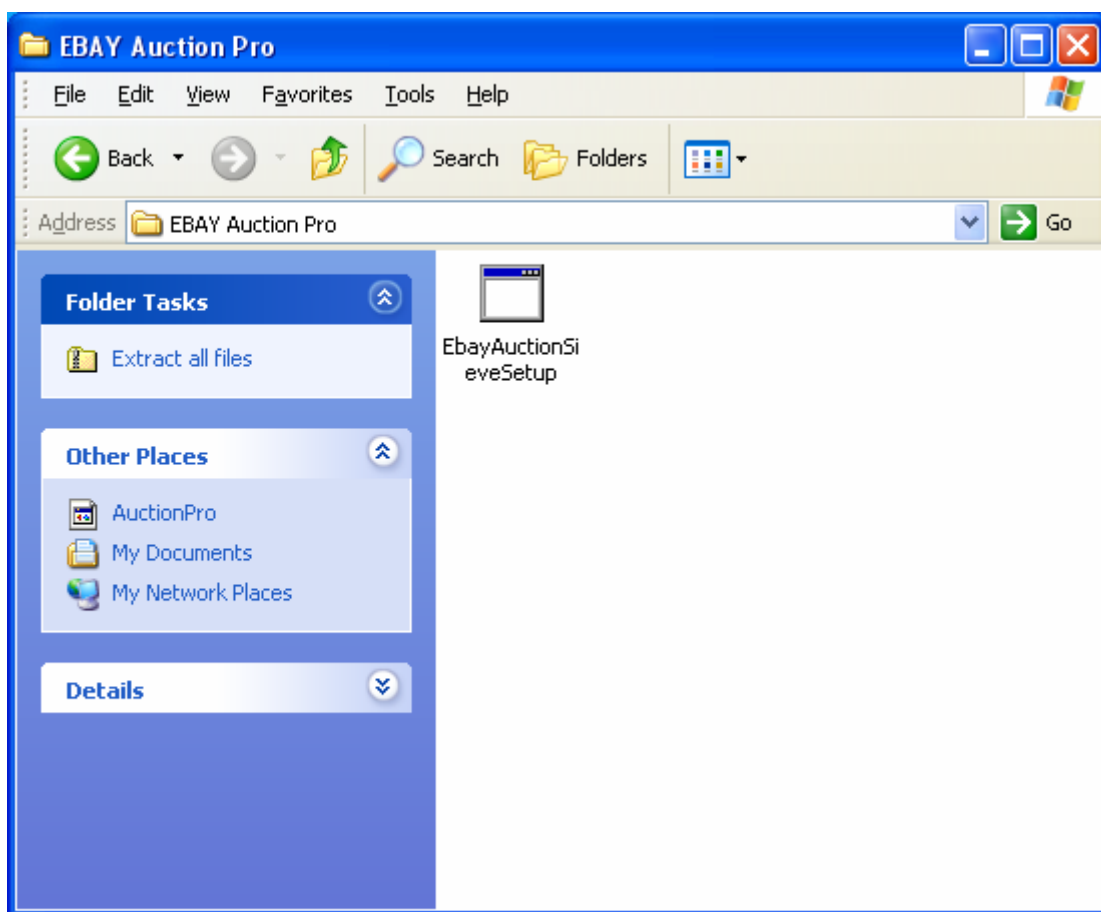 EBAY Auction Pro
File Edit View Favorites Tools Help
Back Search Folders
Address EBAY Auction Pro Go
Folder Tasks
Extract all files
Other Places
AuctionPro
My Documents
My Network Places
Details
EbayAuctionSi
eveSetup